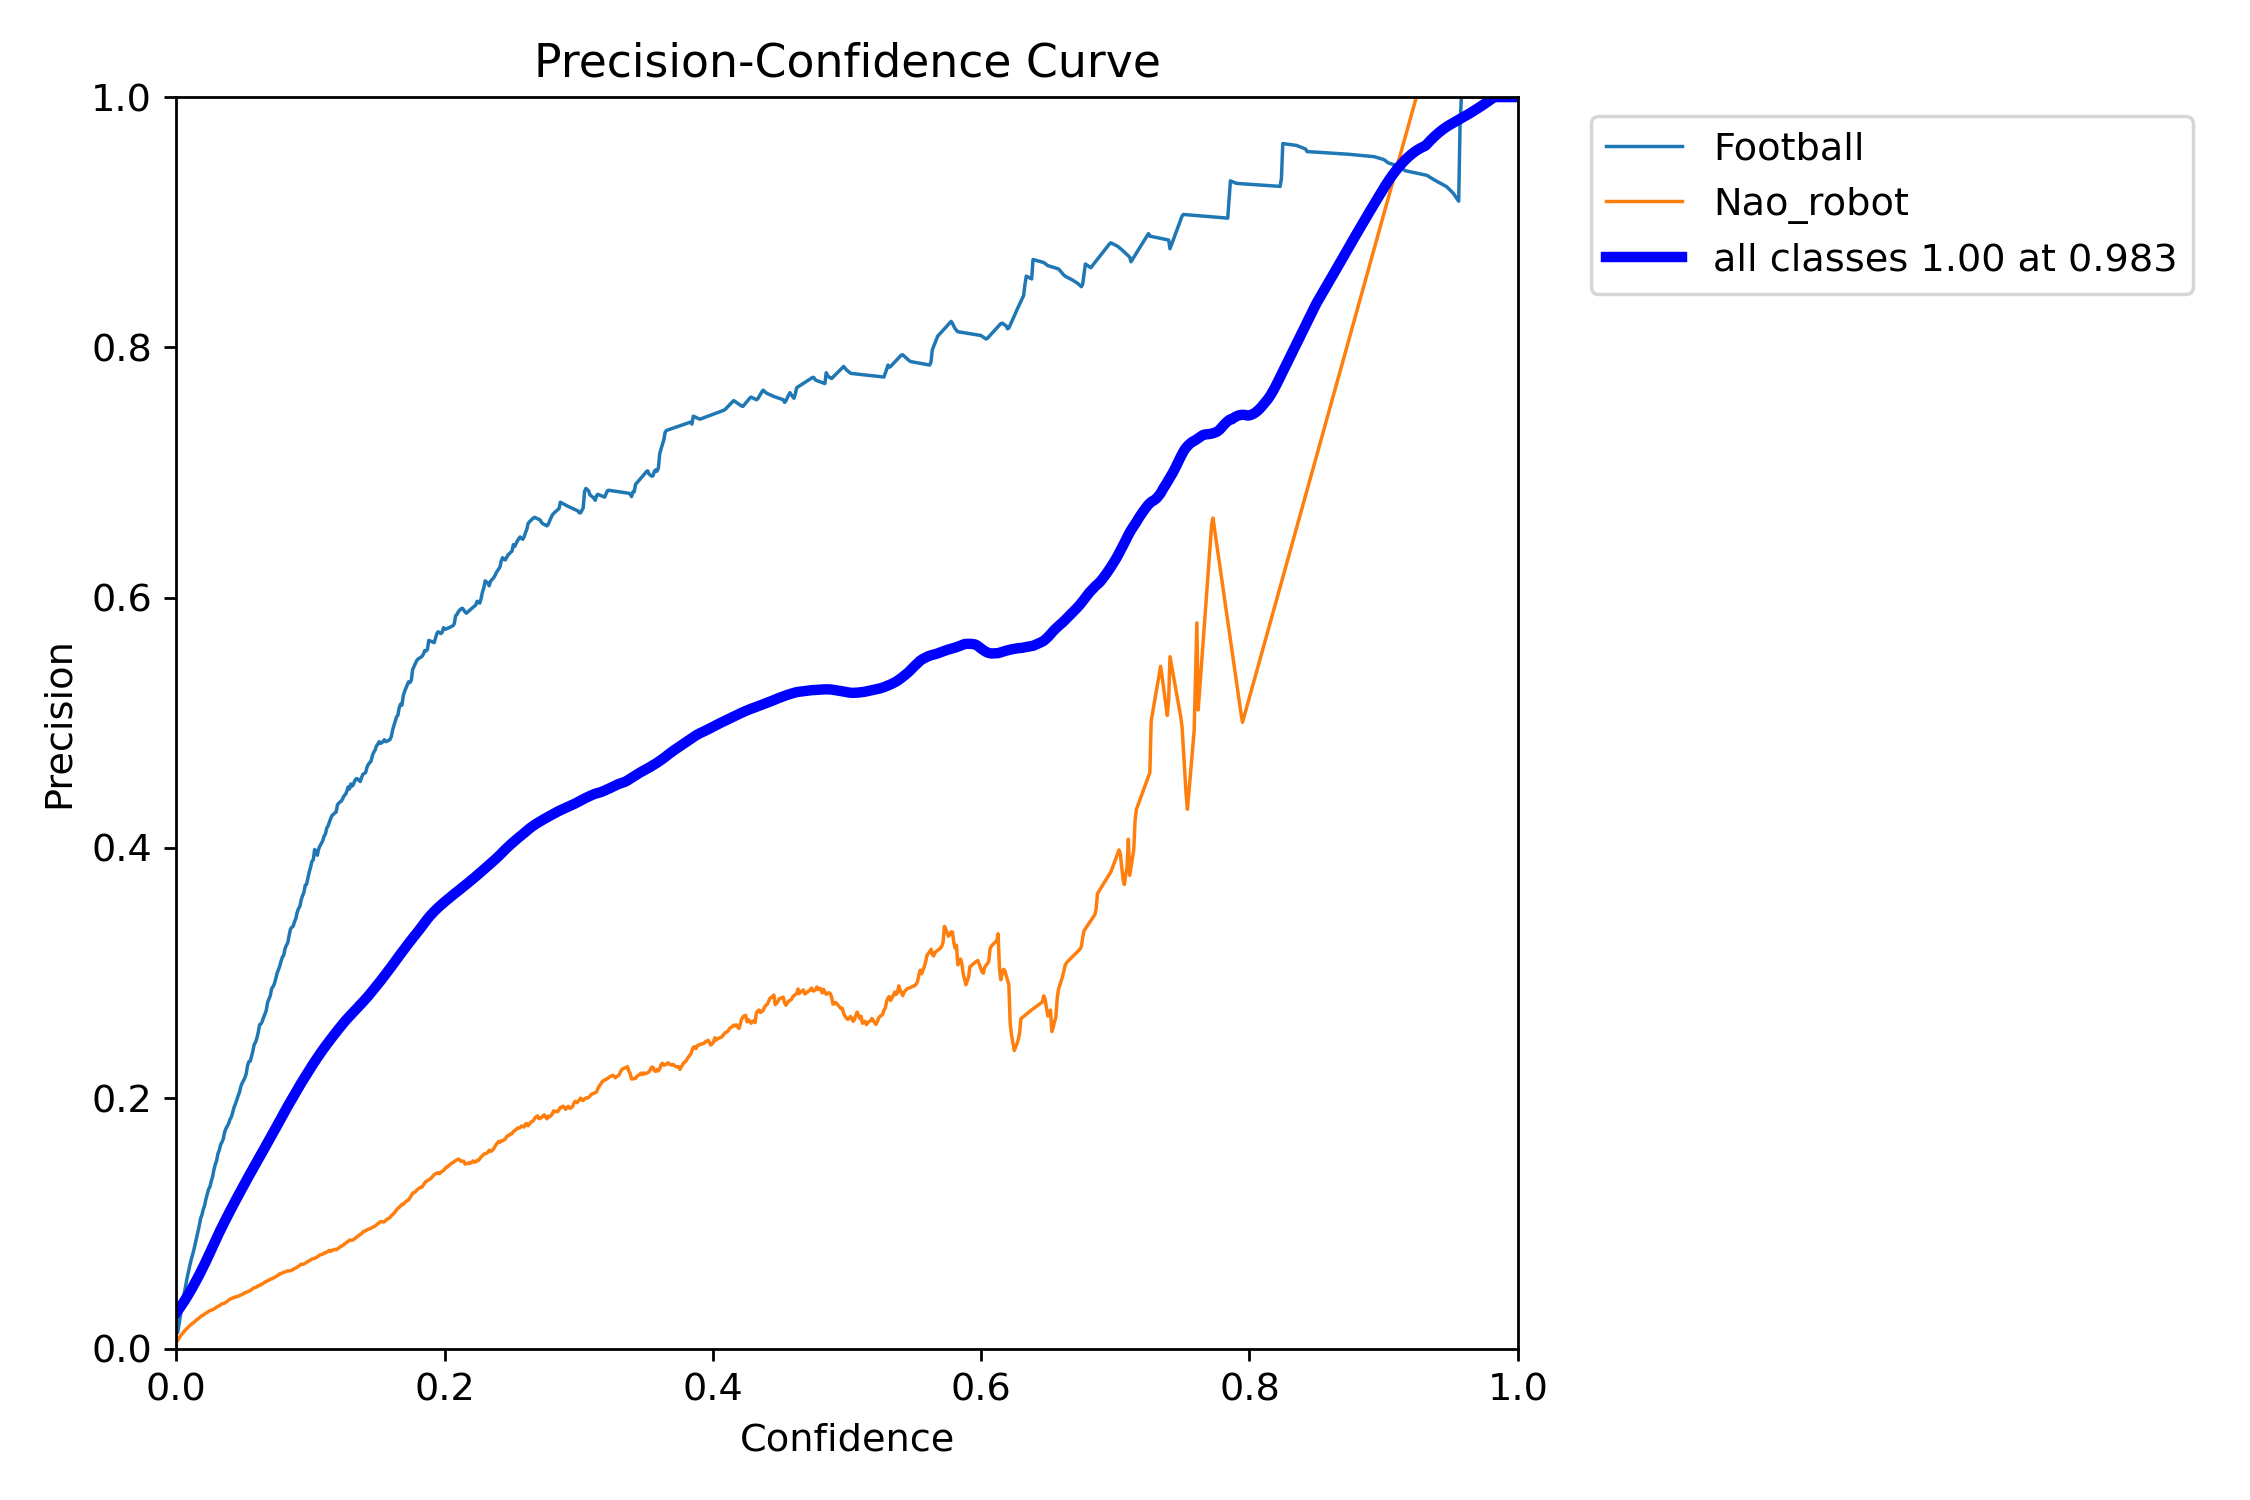 Precision-Confidence Curve
1.0
0.8
0.6
0.4
0.2
0.0
Precision
0.0 0.2 0.4 0.6 0.8 1.0
Confidence
Football
Nao_robot
all classes 1.00 at 0.983